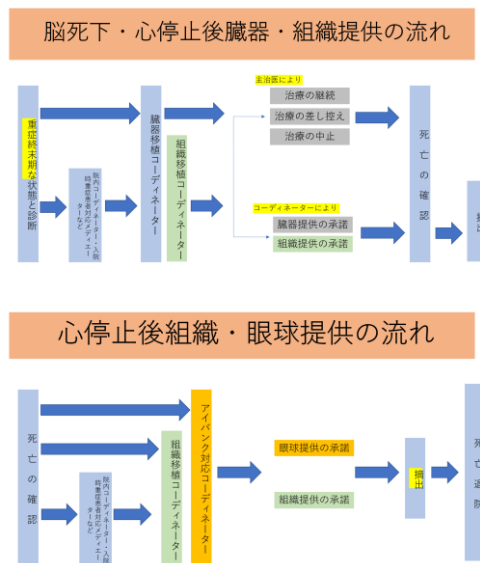 脳死下・心停止後臓器・組織提供の流れ
重症終末期な状態と診断
院内コーディネーター・入院
時重症患者対応メディエー
ターなど
臓器移植コーディネーター
組織移植コーディネーター
主治医により
治療の継続
治療の差し控え
治療の中止
コーディネーターにより
臓器提供の承諾
組織提供の承諾
死亡の確認
心停止後組織・眼球提供の流れ
死亡の確認
院内コーディネーター・入院
時重症患者対応メディエー
ターなど
組織移植コーディネーター
アイバンク対応コーディネーター
眼球提供の承諾
組織提供の承諾
摘出
死亡退院